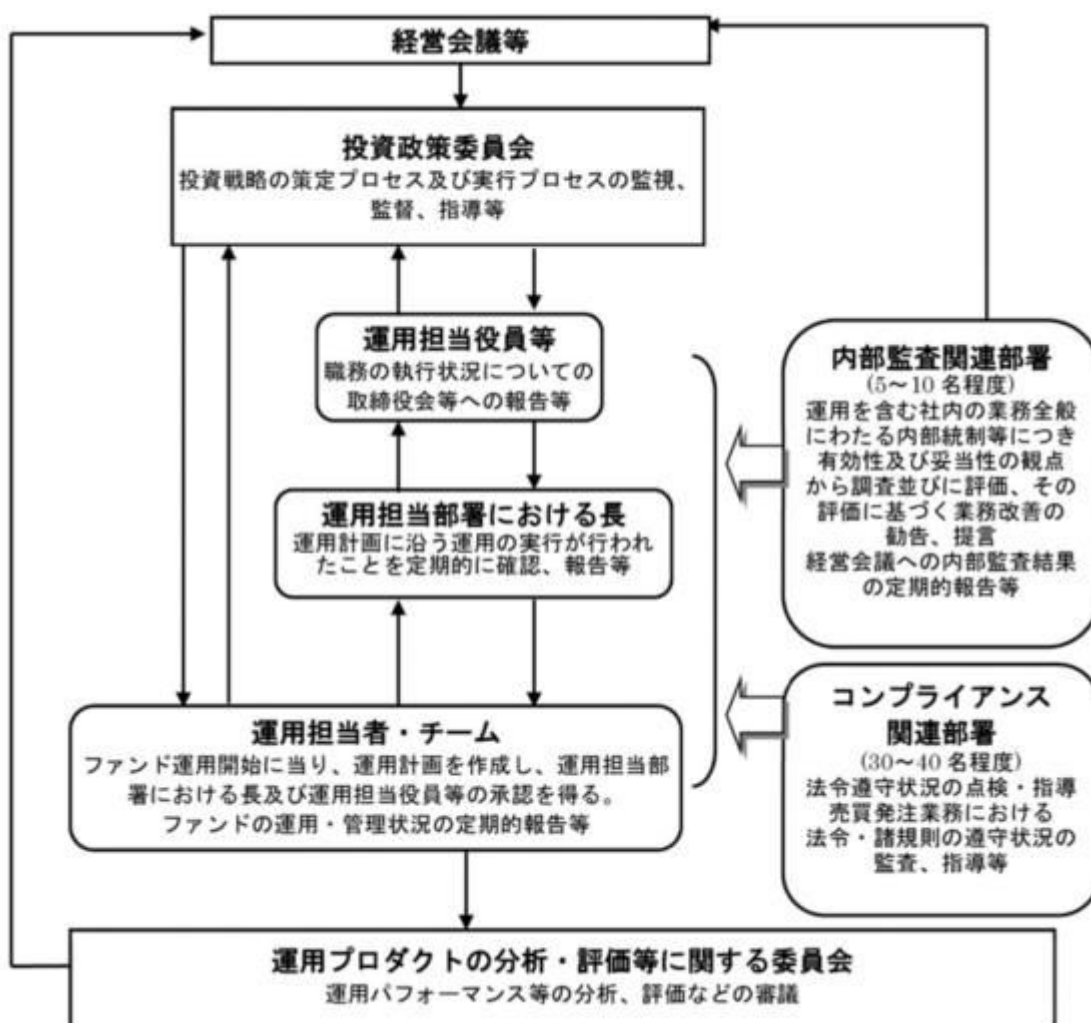 経営会議等
投資政策委員会
投資戦略の策定プロセス及び実行プロセスの監視、
監督、指導等
運用担当役員等
職務の執行状況についての
取締役会等への報告等
運用担当部署における長
運用計画に沿う運用の実行が行われ
たことを定期的に確認、報告等
運用担当者・チーム
ファンド運用開始に当り、運用計画を作成し、運用担当部
署における長及び運用担当役員等の承認を得る。
ファンドの運用・管理状況の定期的報告等
内部監査関連部署
(5～10 名程度)
運用を含む社内の業務全般
にわたる内部統制等につき
有効性及び妥当性の観点
から調査並びに評価、その
評価に基づく業務改善の
勧告、提言
経営会議への内部監査結果
の定期的報告等
コンプライアンス
関連部署
(30～40 名程度)
法令遵守状況の点検・指導
売買発注業務における
法令・諸規則の遵守状況の
監査、指導等
運用プロダクトの分析・評価等に関する委員会
運用パフォーマンス等の分析、評価などの審議